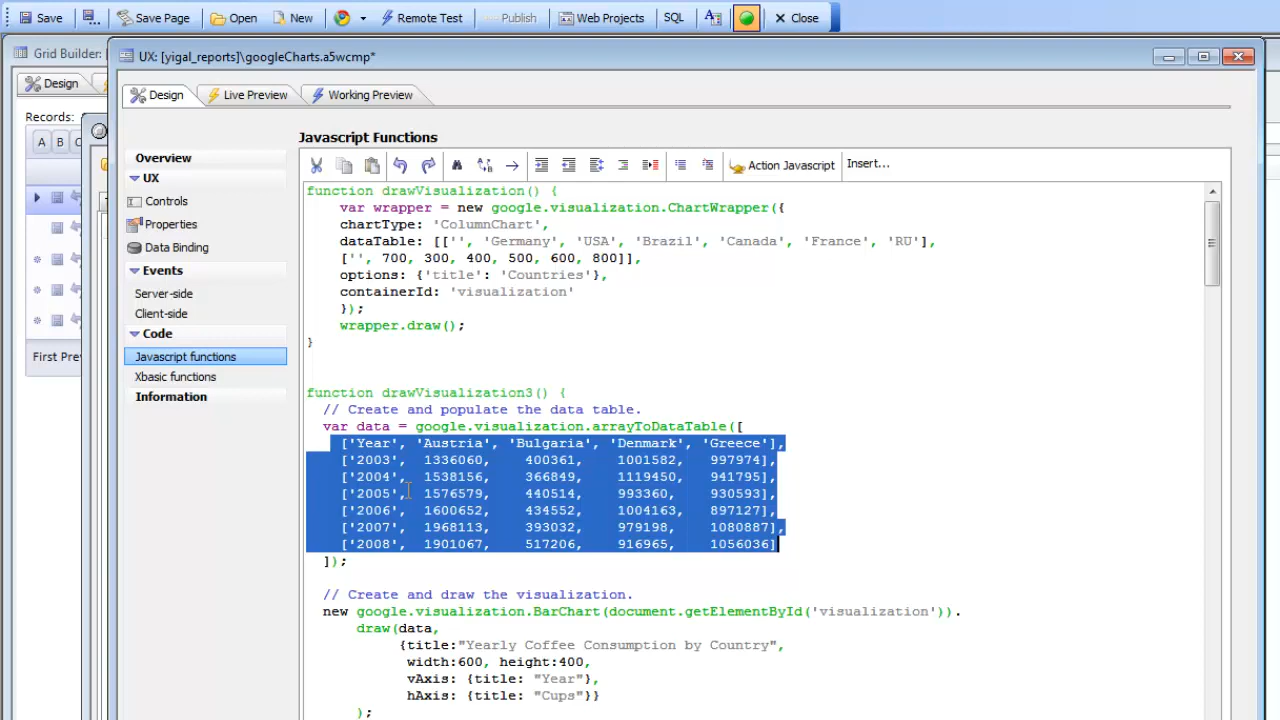 Save Save Page Open New Remote Test Publish Web Projects SQL A Close
Grid Builder:
UX: [yigal_reports]\googleCharts.a5wcmp*
Design
Design Live Preview Working Preview
Records:
A B C
First Prev
Overview
UX
Controls
Properties
Data Binding
Events
Server-side
Client-side
Code
Javascript functions
Xbasic functions
Information
Javascript Functions
Action Javascript Insert...
function drawVisualization() {
var wrapper = new google.visualization.ChartWrapper({
chartType: 'ColumnChart',
dataTable: [['', 'Germany', 'USA', 'Brazil', 'Canada', 'France', 'RU'],
['', 700, 300, 400, 500, 600, 800]],
options: {'title': 'Countries'},
containerId: 'visualization'
});
wrapper.draw();
}
function drawVisualization3() {
// Create and populate the data table.
var data = google.visualization.arrayToDataTable([
['Year', 'Austria', 'Bulgaria', 'Denmark', 'Greece'],
['2003', 1336060, 400361, 1001582, 997974],
['2004', 1538156, 366849, 1119450, 941795],
['2005', 1576579, 440514, 993360, 930593],
['2006', 1600652, 434552, 1004163, 897127],
['2007', 1968113, 393032, 979198, 1080887],
['2008', 1901067, 517206, 916965, 1056036]
]);
// Create and draw the visualization.
new google.visualization.BarChart(document.getElementById('visualization')).
draw(data,
{title:"Yearly Coffee Consumption by Country",
width:600, height:400,
vAxis: {title: "Year"},
hAxis: {title: "Cups"}}
);